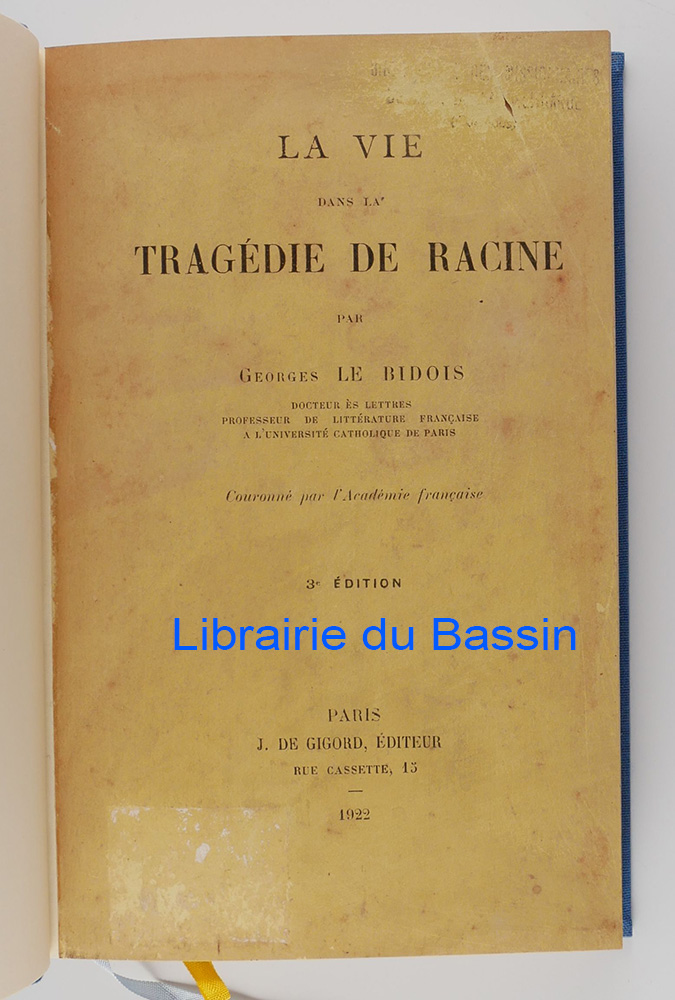 LA VIE
DANS LA
TRAGÉDIE DE RACINE
PAR
GEORGES LE BIDOIS
DOCTEUR ÈS LETTRES
PROFESSEUR DE LITTÉRATURE FRANÇAISE
A L'UNIVERSITÉ CATHOLIQUE DE PARIS
Couronné par l'Académie française
3e ÉDITION
Librairie du Bassin
PARIS
J. DE GIGORD, ÉDITEUR
RUE CASSETTE, 15
—
1922